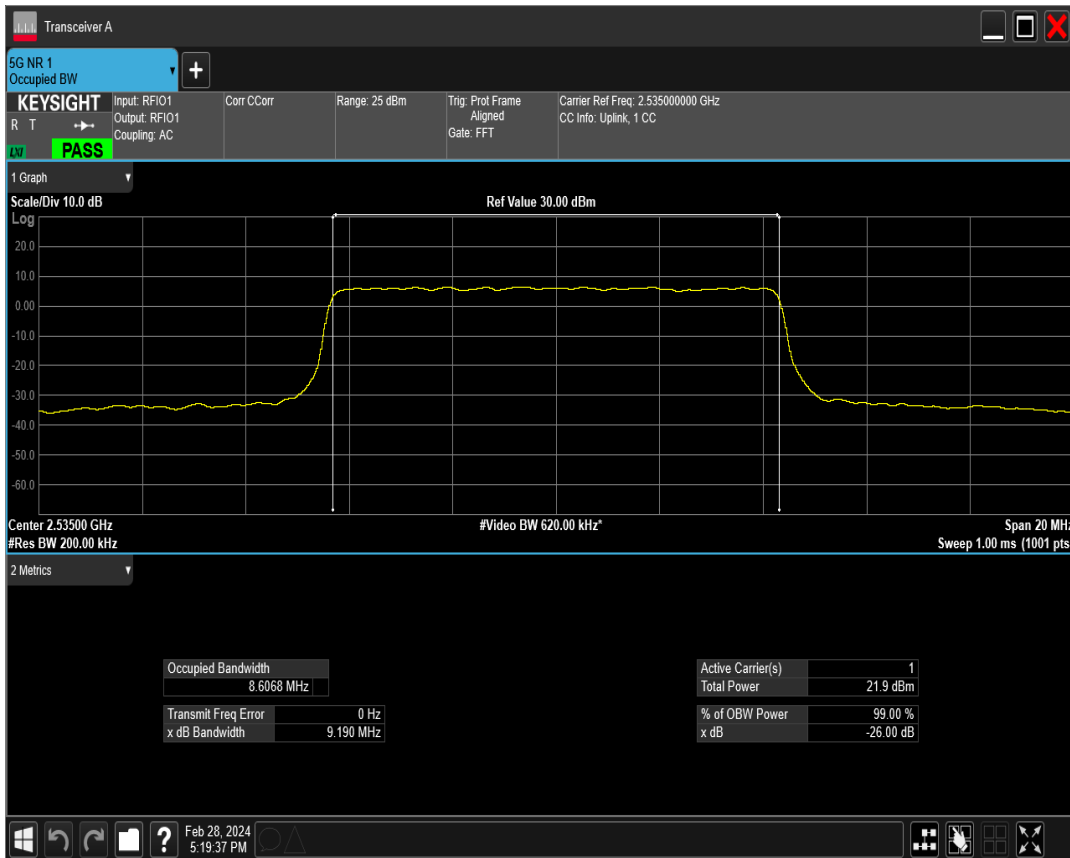 Transceiver A
5G NR 1
Occupied BW
+
KEYSIGHT
R T
LXI
PASS
Input: RFIO1
Output: RFIO1
Coupling: AC
Corr CCorr
Range: 25 dBm
Trig: Prot Frame
Aligned
Gate: FFT
Carrier Ref Freq: 2.535000000 GHz
CC Info: Uplink, 1 CC
1 Graph
Scale/Div 10.0 dB
Ref Value 30.00 dBm
Log
20.0
10.0
0.00
-10.0
-20.0
-30.0
-40.0
-50.0
-60.0
Center 2.53500 GHz
#Video BW 620.00 kHz*
Span 20 MHz
#Res BW 200.00 kHz
Sweep 1.00 ms (1001 pts
2 Metrics
Occupied Bandwidth
8.6068 MHz
Transmit Freq Error 0 Hz
x dB Bandwidth 9.190 MHz
Active Carrier(s) 1
Total Power 21.9 dBm
% of OBW Power 99.00 %
x dB -26.00 dB
?
Feb 28, 2024
5:19:37 PM